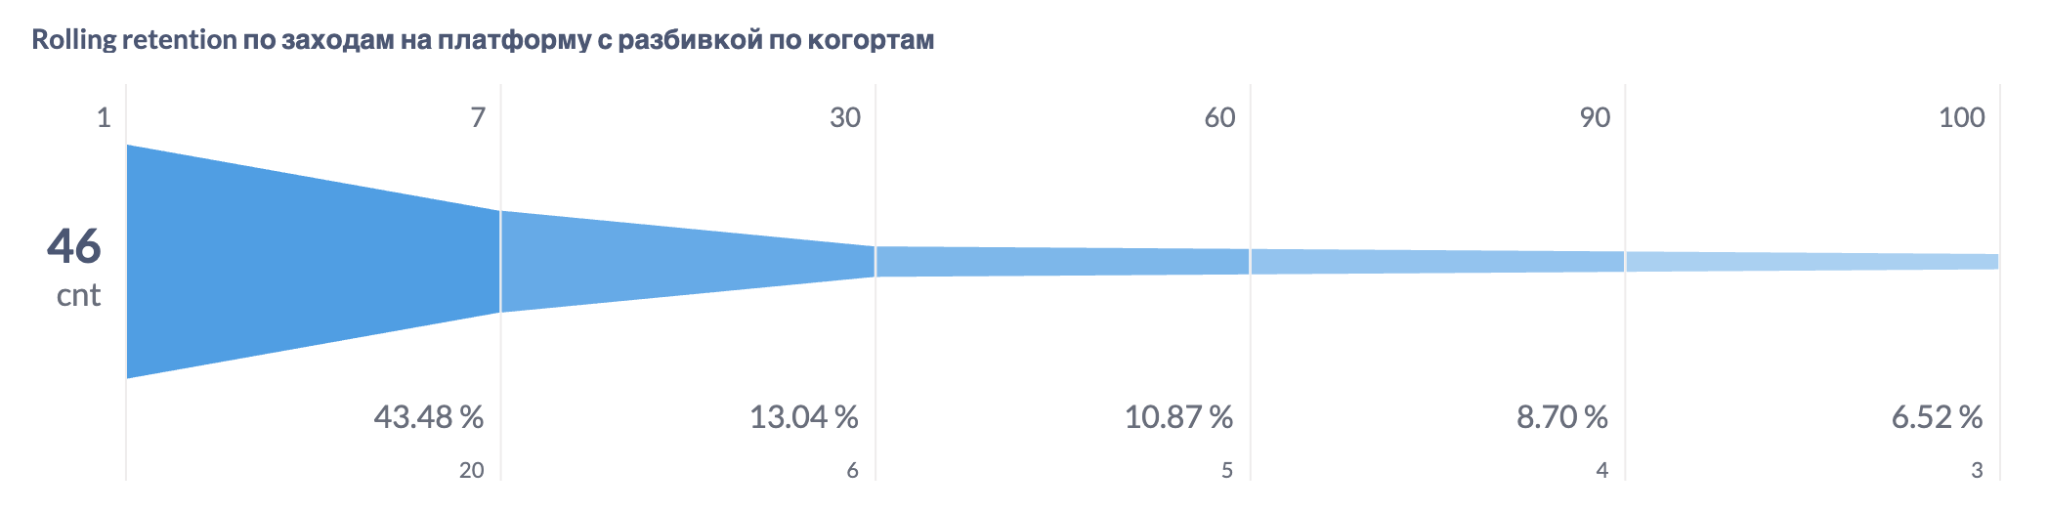 Rolling retention по заходам на платформу с разбивкой по когортам
1 7 30 60 90 100
46
cnt
43.48 % 13.04 % 10.87 % 8.70 % 6.52 %
20 6 5 4 3